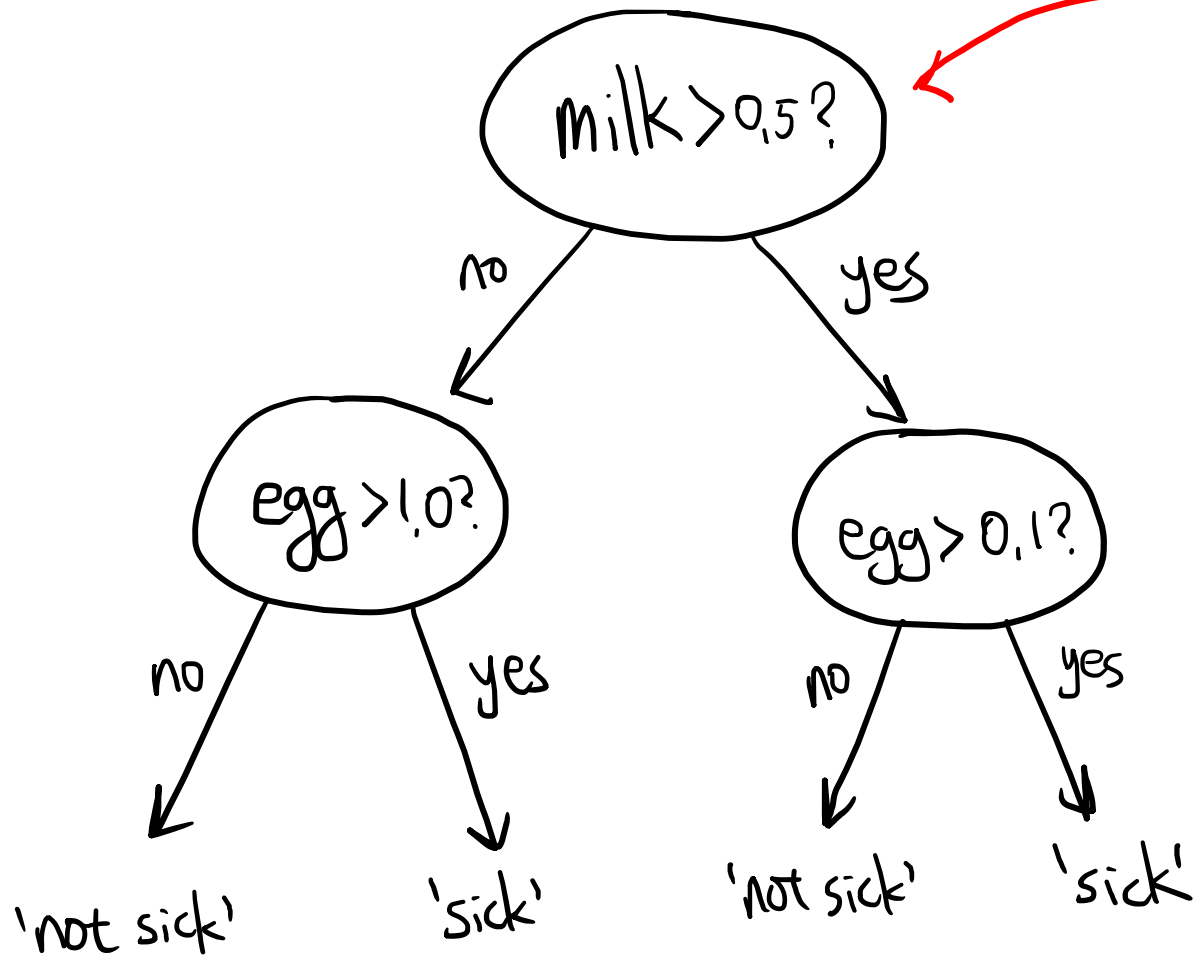 milk > 0,5?
no
yes
egg > 1,0?
egg > 0,1?
no
yes
no
yes
'not sick'
'sick'
'not sick'
'sick'